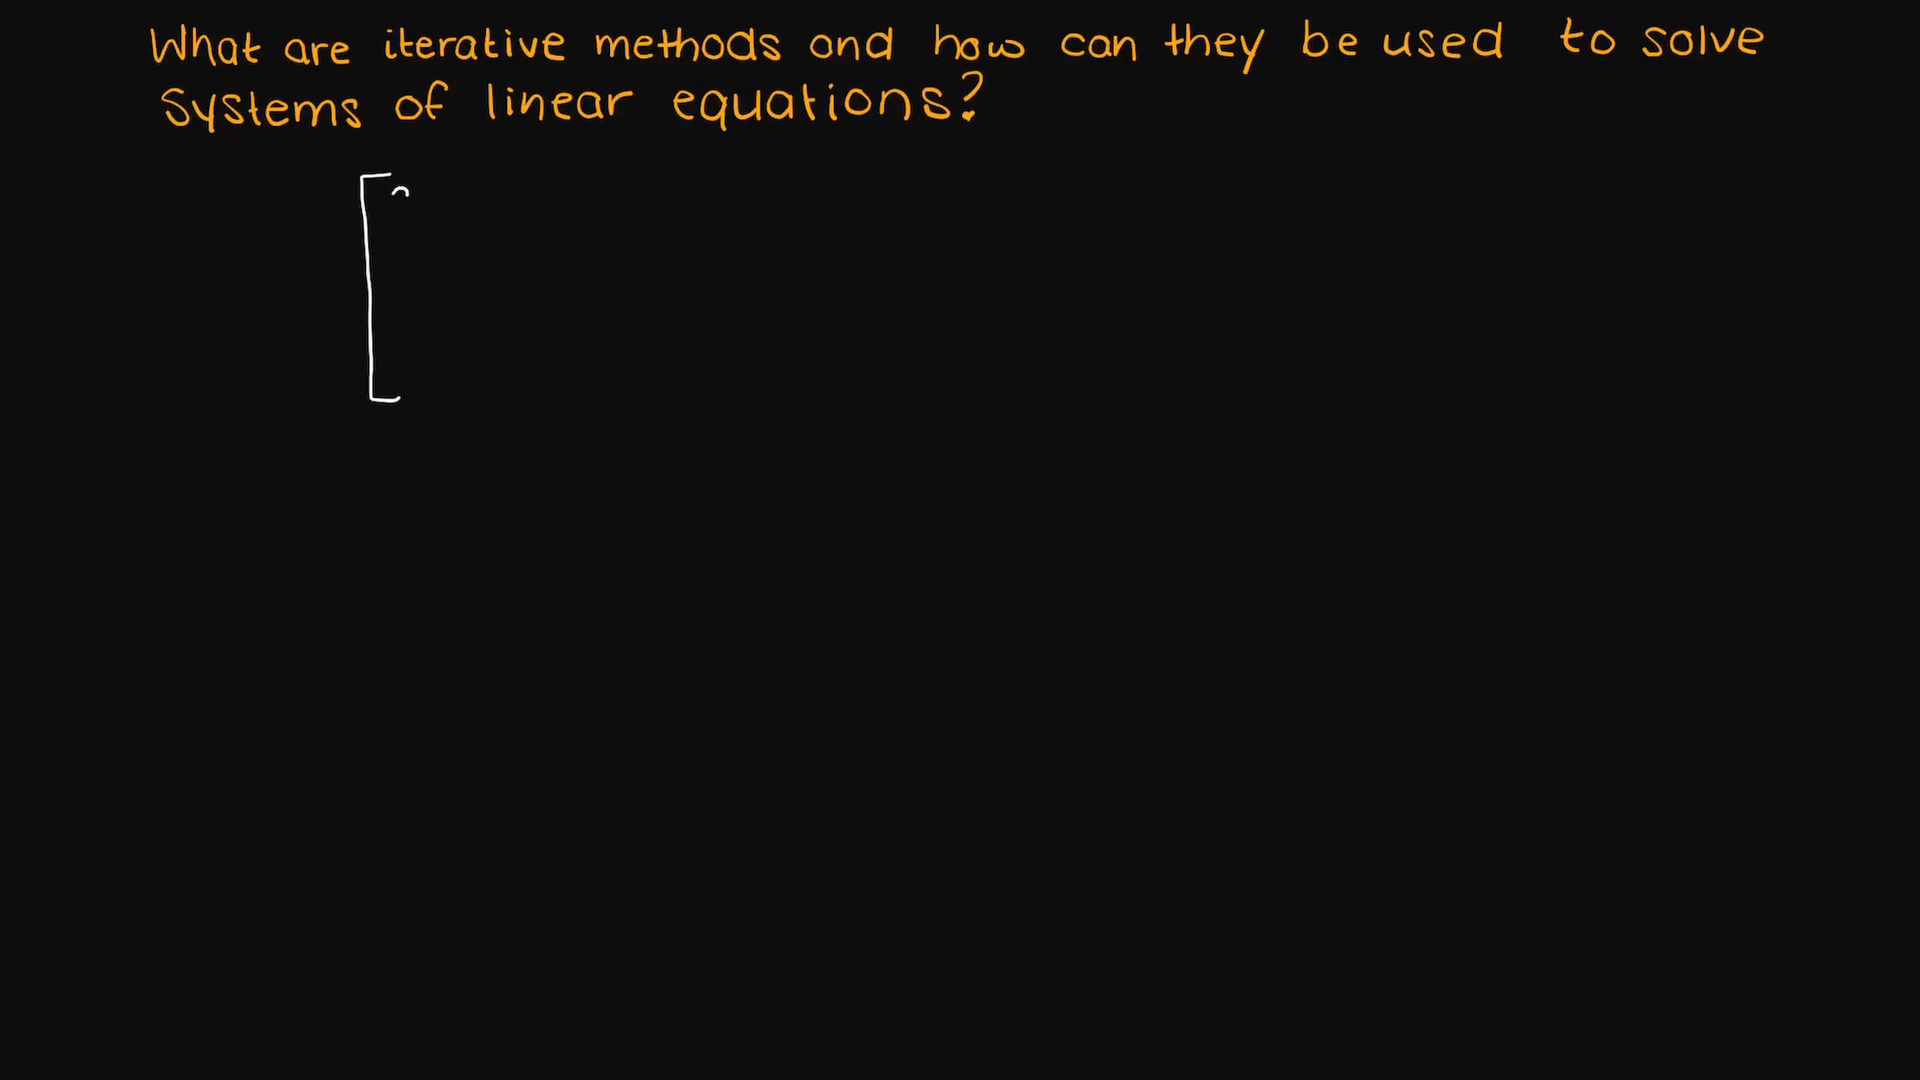 What are iterative methods and how can they be used to solve
systems of linear equations?